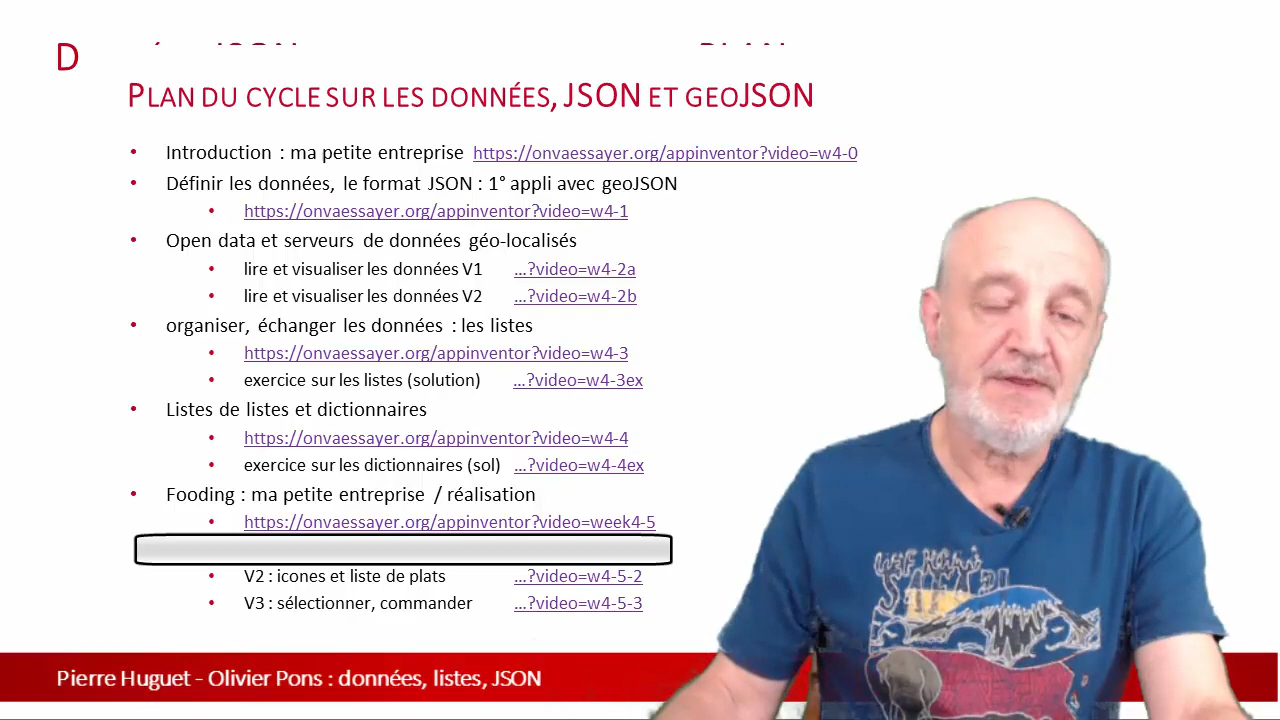 D
PLAN DU CYCLE SUR LES DONNÉES, JSON ET GEOJSON
• Introduction : ma petite entreprise https://onvaessayer.org/appinventor?video=w4-0
• Définir les données, le format JSON : 1° appli avec geoJSON
• https://onvaessayer.org/appinventor?video=w4-1
• Open data et serveurs de données géo-localisés
• lire et visualiser les données V1 ...?video=w4-2a
• lire et visualiser les données V2 ...?video=w4-2b
• organiser, échanger les données : les listes
• https://onvaessayer.org/appinventor?video=w4-3
• exercice sur les listes (solution) ...?video=w4-3ex
• Listes de listes et dictionnaires
• https://onvaessayer.org/appinventor?video=w4-4
• exercice sur les dictionnaires (sol) ...?video=w4-4ex
• Fooding : ma petite entreprise / réalisation
• https://onvaessayer.org/appinventor?video=week4-5
• V2 : icones et liste de plats ...?video=w4-5-2
• V3 : sélectionner, commander ...?video=w4-5-3
Pierre Huguet - Olivier Pons : données, listes, JSON